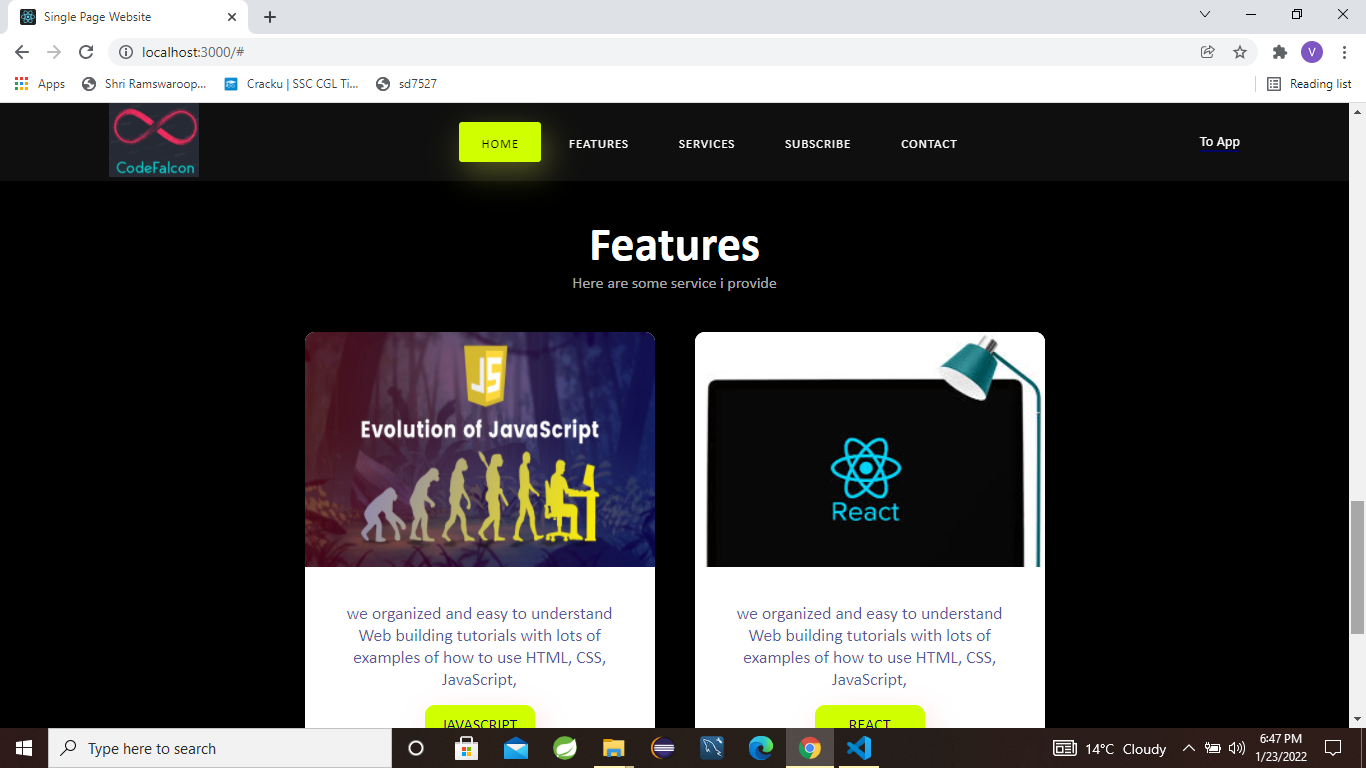 Single Page Website
localhost:3000/#
V
Apps
Shri Ramswaroop...
Cracku | SSC CGL Ti...
sd7527
Reading list
CodeFalcon
HOME
FEATURES
SERVICES
SUBSCRIBE
CONTACT
To App
Features
Here are some service i provide
JS
Evolution of JavaScript
React
we organized and easy to understand
Web building tutorials with lots of
examples of how to use HTML, CSS,
JavaScript,
JAVASCRIPT
we organized and easy to understand
Web building tutorials with lots of
examples of how to use HTML, CSS,
JavaScript,
REACT
Type here to search
14°C Cloudy
6:47 PM
1/23/2022